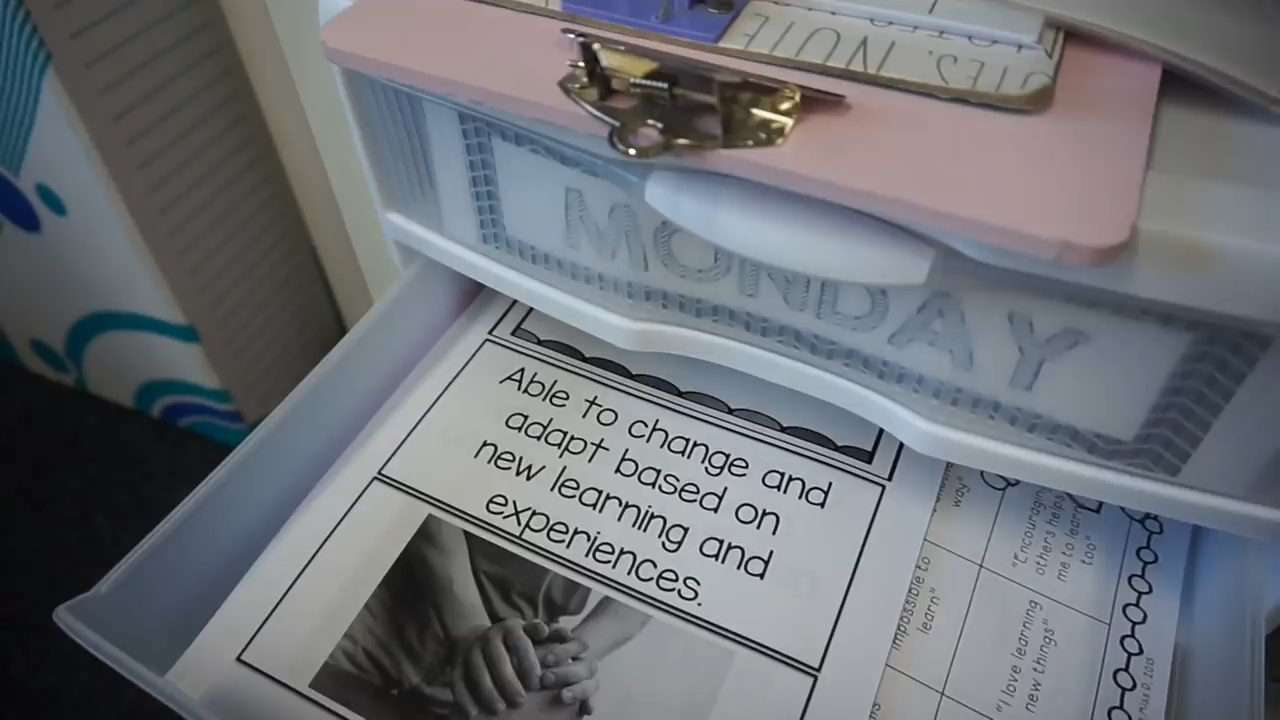 NOTES, NOTE
MONDAY
Able to change and
adapt based on
new learning and
experiences.
way"
"Encouraging
others helps
me to learn
too"
impossible to
learn"
"I love learning
new things"